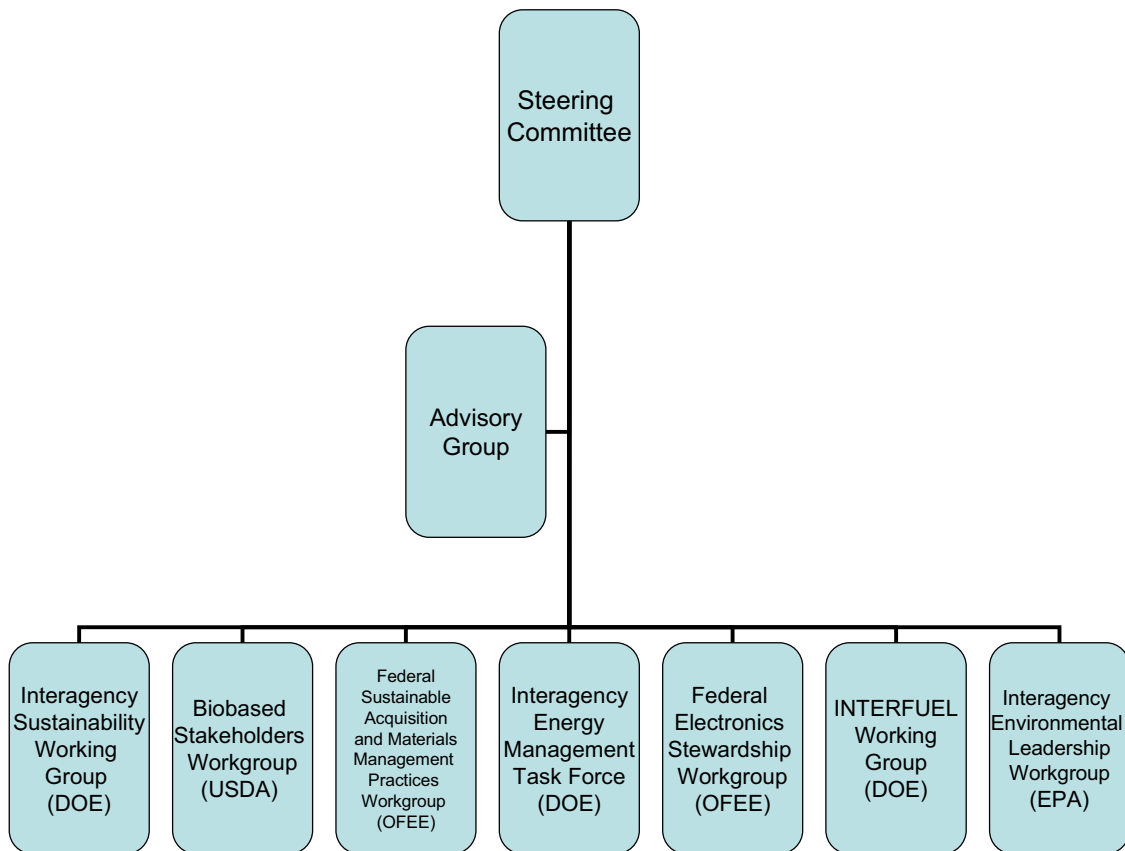 Steering
Committee
Advisory
Group
Interagency
Sustainability
Working
Group
(DOE)
Biobased
Stakeholders
Workgroup
(USDA)
Federal
Sustainable
Acquisition
and Materials
Management
Practices
Workgroup
(OFEE)
Interagency
Energy
Management
Task Force
(DOE)
Federal
Electronics
Stewardship
Workgroup
(OFEE)
INTERFUEL
Working
Group
(DOE)
Interagency
Environmental
Leadership
Workgroup
(EPA)